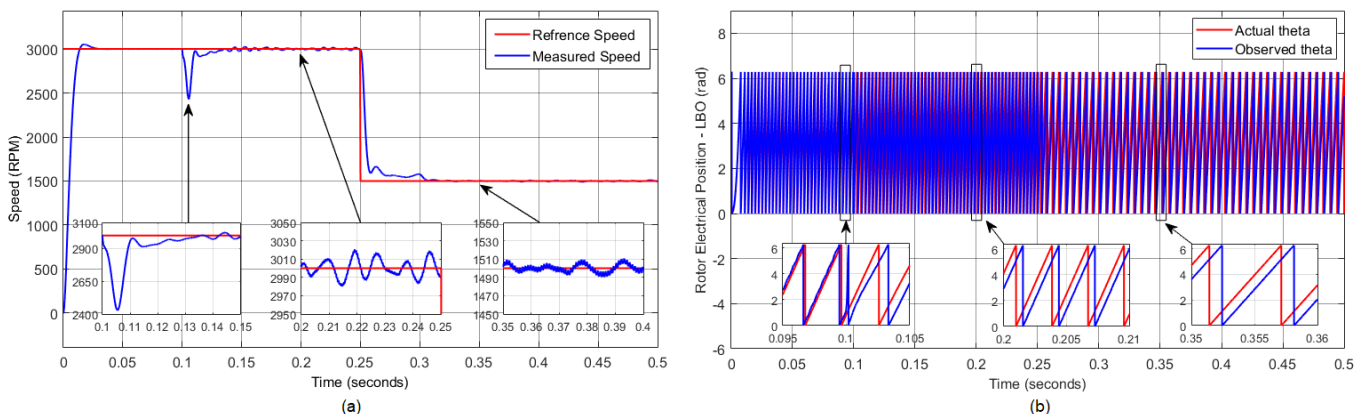 3000
2500
2000
1500
1000
500
0
Speed (RPM)
Refrence Speed
Measured Speed
3100
2900
2650
2400
0.1 0.11 0.12 0.13 0.14 0.15
3050
3030
3010
2990
2970
2950
0.2 0.21 0.22 0.23 0.24 0.25
1550
1530
1510
1490
1470
1450
0.35 0.36 0.37 0.38 0.39 0.4
0 0.05 0.1 0.15 0.2 0.25 0.3 0.35 0.4 0.45 0.5
Time (seconds)
(a)
8
6
4
2
0
-2
-4
-6
Rotor Electrical Position - LBO (rad)
Actual theta
Observed theta
6
4
2
0
0.095 0.1 0.105
6
4
2
0
0.2 0.205 0.21
6
4
2
0
0.35 0.355 0.36
0 0.05 0.1 0.15 0.2 0.25 0.3 0.35 0.4 0.45 0.5
Time (seconds)
(b)